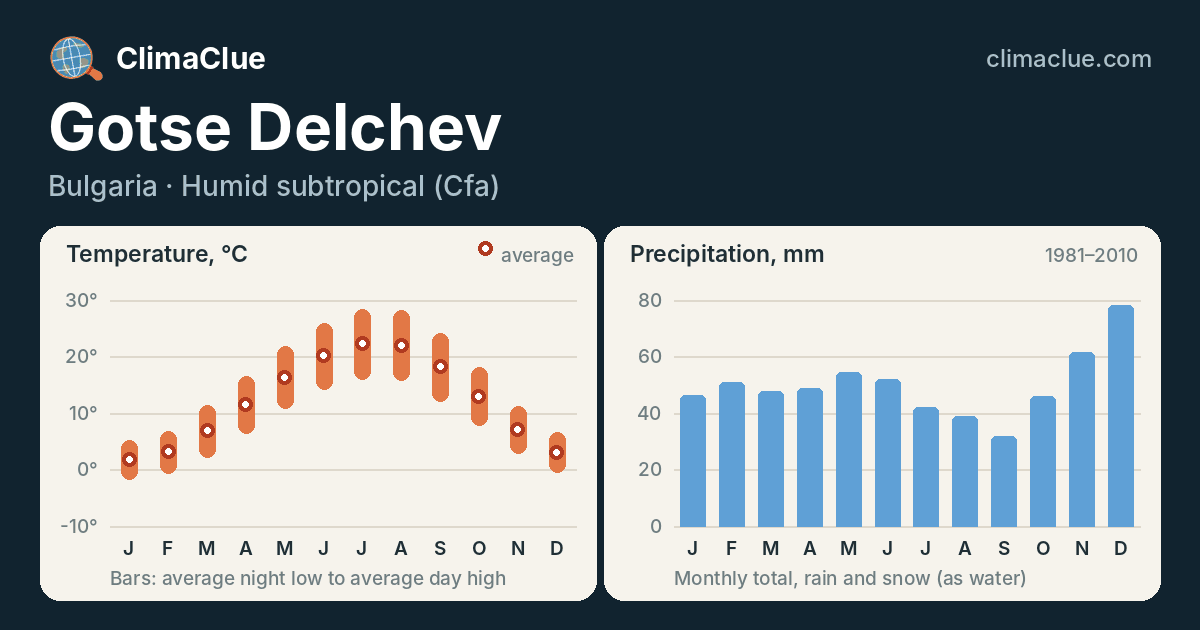 ClimaClue
climaclue.com
Gotse Delchev
Bulgaria · Humid subtropical (Cfa)
Temperature, °C
average
30°
20°
10°
0°
-10°
J F M A M J J A S O N D
Bars: average night low to average day high
Precipitation, mm
1981–2010
80
60
40
20
0
J F M A M J J A S O N D
Monthly total, rain and snow (as water)